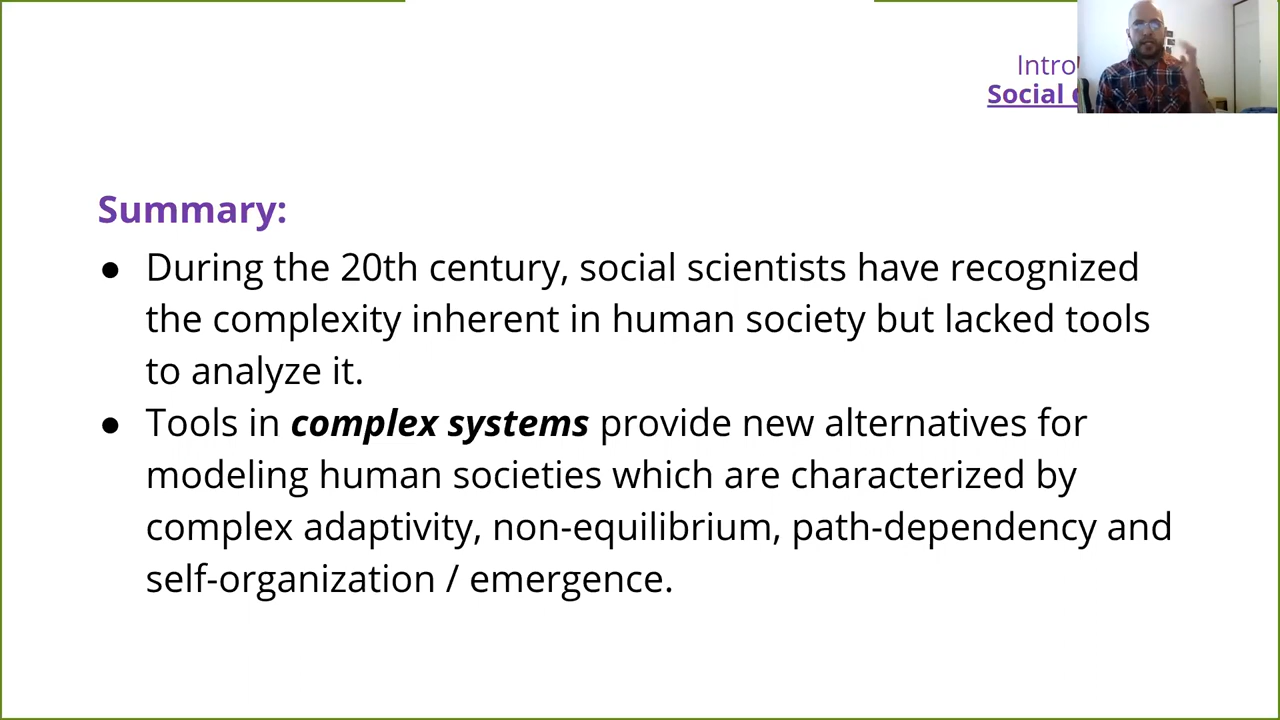 Intro
Social
Summary:
● During the 20th century, social scientists have recognized
the complexity inherent in human society but lacked tools
to analyze it.
● Tools in complex systems provide new alternatives for
modeling human societies which are characterized by
complex adaptivity, non-equilibrium, path-dependency and
self-organization / emergence.